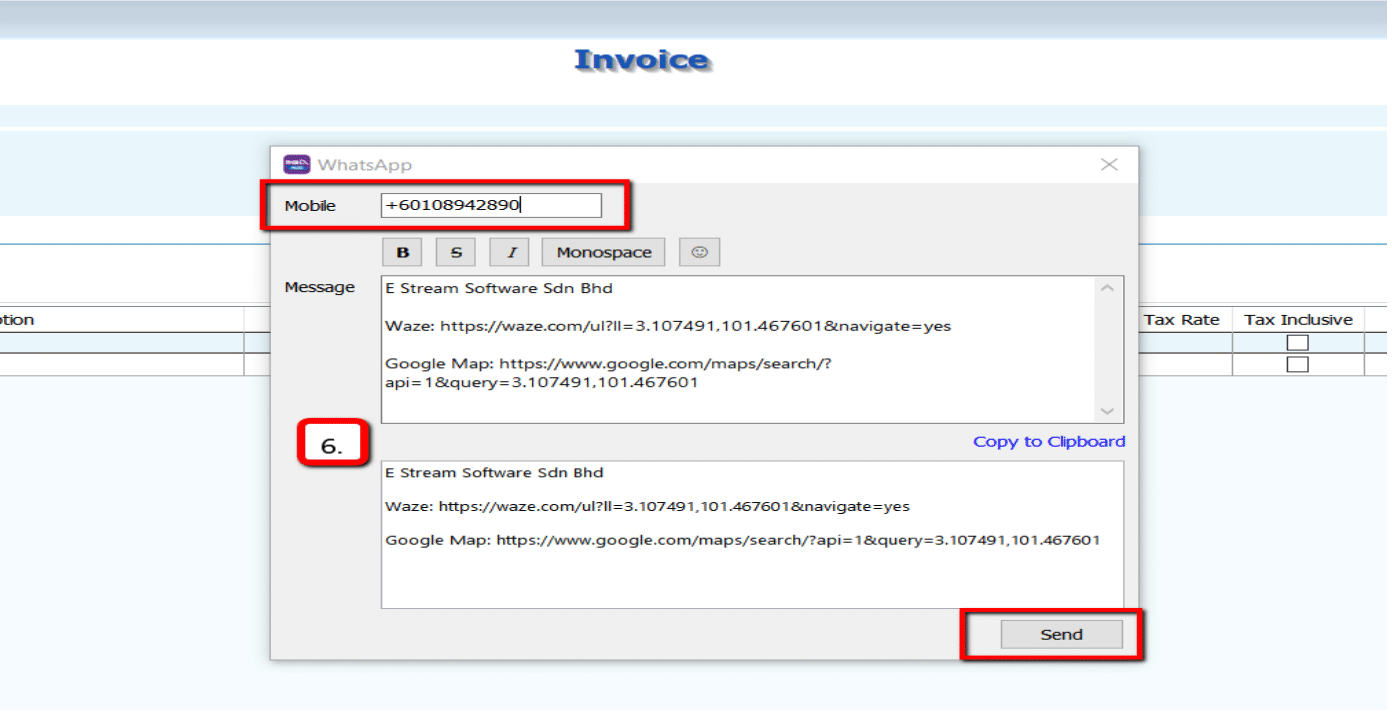 Invoice
WhatsApp
Mobile
+60108942890
B S I Monospace
Message
E Stream Software Sdn Bhd
Waze: https://waze.com/ul?ll=3.107491,101.467601&navigate=yes
Google Map: https://www.google.com/maps/search/?
api=1&query=3.107491,101.467601
ption
Tax Rate Tax Inclusive
6.
Copy to Clipboard
E Stream Software Sdn Bhd
Waze: https://waze.com/ul?ll=3.107491,101.467601&navigate=yes
Google Map: https://www.google.com/maps/search/?api=1&query=3.107491,101.467601
Send